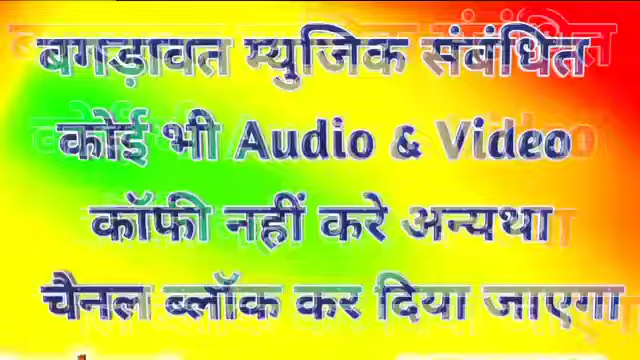 बगड़ावत म्युजिक संबंधित
कोई भी Audio & Video
कॉफी नहीं करे अन्यथा
चैनल ब्लॉक कर दिया जाएगा